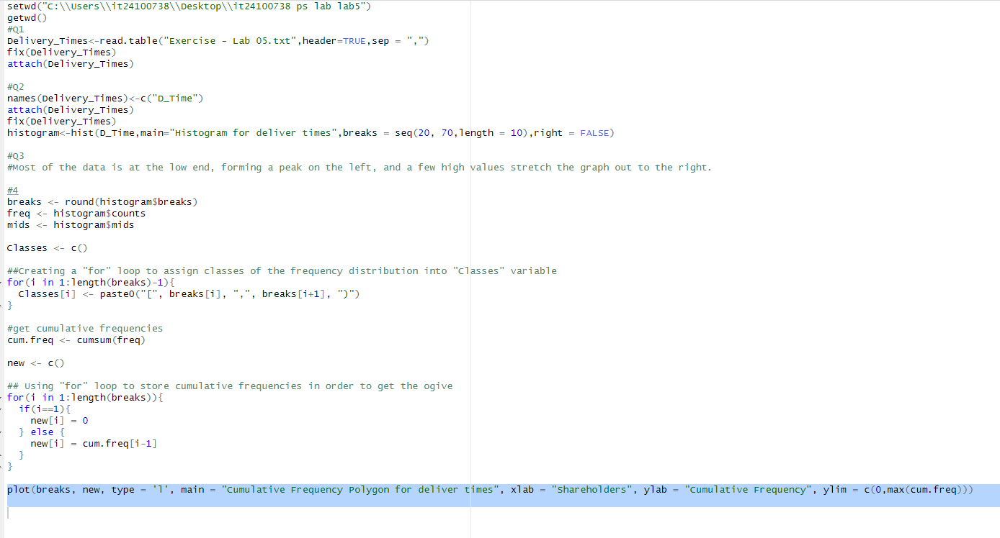 setwd("C:\\Users\\it24100738\\Desktop\\it24100738 ps lab lab5")
getwd()
#Q1
Delivery_Times<-read.table("Exercise - Lab 05.txt",header=TRUE,sep = ",")
fix(Delivery_Times)
attach(Delivery_Times)
#Q2
names(Delivery_Times)<-c("D_Time")
attach(Delivery_Times)
fix(Delivery_Times)
histogram<-hist(D_Time,main="Histogram for deliver times",breaks = seq(20, 70,length = 10),right = FALSE)
#Q3
#Most of the data is at the low end, forming a peak on the left, and a few high values stretch the graph out to the right.
#4
breaks <- round(histogram$breaks)
freq <- histogram$counts
mids <- histogram$mids
Classes <- c()
##Creating a "for" loop to assign classes of the frequency distribution into "Classes" variable
for(i in 1:length(breaks)-1){
  Classes[i] <- paste0("[", breaks[i], ",", breaks[i+1], ")")
}
#get cumulative frequencies
cum.freq <- cumsum(freq)
new <- c()
## Using "for" loop to store cumulative frequencies in order to get the ogive
for(i in 1:length(breaks)){
  if(i==1){
    new[i] = 0
  } else {
    new[i] = cum.freq[i-1]
  }
}
plot(breaks, new, type = 'l', main = "Cumulative Frequency Polygon for deliver times", xlab = "Shareholders", ylab = "Cumulative Frequency", ylim = c(0,max(cum.freq)))